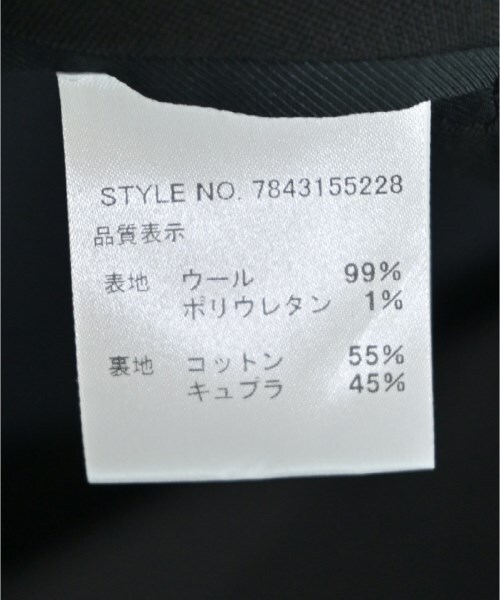 STYLE NO. 7843155228
品質表示
表地 ウール 99%
ポリウレタン 1%
裏地 コットン 55%
キュプラ 45%